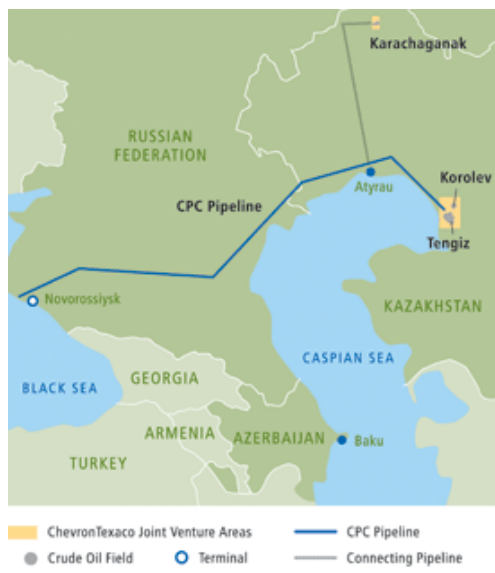 Karachaganak
RUSSIAN
FEDERATION
Korolev
Atyrau
CPC Pipeline
Tengiz
Novorossiysk
KAZAKHSTAN
CASPIAN SEA
GEORGIA
BLACK SEA
ARMENIA
AZERBAIJAN
Baku
TURKEY
ChevronTexaco Joint Venture Areas
CPC Pipeline
Crude Oil Field
Terminal
Connecting Pipeline